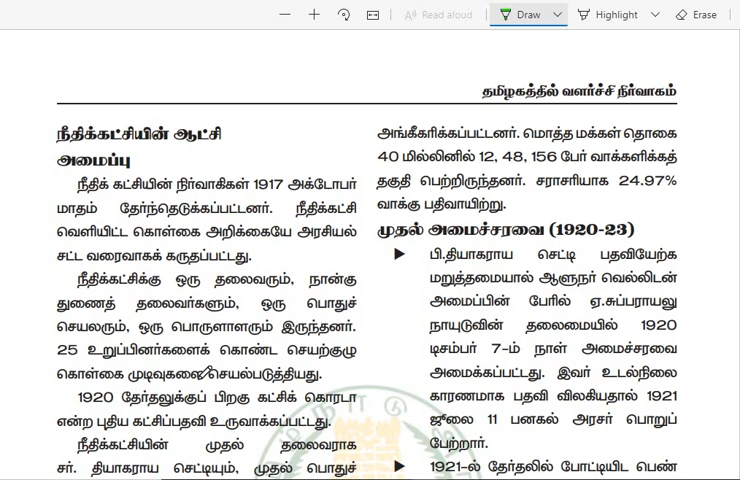 Read aloud
Draw
Highlight
Erase
தமிழகத்தில் வளர்ச்சி நிர்வாகம்
நீதிக்கட்சியின் ஆட்சி
அமைப்பு
நீதிக் கட்சியின் நிர்வாகிகள் 1917 அக்டோபர்
மாதம் தேர்ந்தெடுக்கப்பட்டனர். நீதிக்கட்சி
வெளியிட்ட கொள்கை அறிக்கையே அரசியல்
சட்ட வரைவாகக் கருதப்பட்டது.
நீதிக்கட்சிக்கு ஒரு தலைவரும், நான்கு
துணைத் தலைவர்களும், ஒரு பொதுச்
செயலரும், ஒரு பொருளாளரும் இருந்தனர்.
25 உறுப்பினர்களைக் கொண்ட செயற்குழு
கொள்கை முடிவுகளை செயல்படுத்தியது.
1920 தேர்தலுக்குப் பிறகு கட்சிக் கொரடா
என்ற புதிய கட்சிப்பதவி உருவாக்கப்பட்டது.
நீதிக்கட்சியின் முதல் தலைவராக
சர். தியாகராய செட்டியும், முதல் பொதுச்
அங்கீகரிக்கப்பட்டனர். மொத்த மக்கள் தொகை
40 மில்லினில் 12, 48, 156 பேர் வாக்களிக்கத்
தகுதி பெற்றிருந்தனர். சராசரியாக 24.97%
வாக்கு பதிவாயிற்று.
முதல் அமைச்சரவை (1920-23)
▶ பி.தியாகராய செட்டி பதவியேற்க
மறுத்தமையால் ஆளுநர் வெல்லிடன்
அமைப்பின் பேரில் ஏ.சுப்பராயலு
நாயுடுவின் தலைமையில் 1920
டிசம்பர் 7-ம் நாள் அமைச்சரவை
அமைக்கப்பட்டது. இவர் உடல்நிலை
காரணமாக பதவி விலகியதால் 1921
ஜூலை 11 பனகல் அரசர் பொறுப்
பேற்றார்.
▶ 1921-ல் தேர்தலில் போட்டியிட பெண்